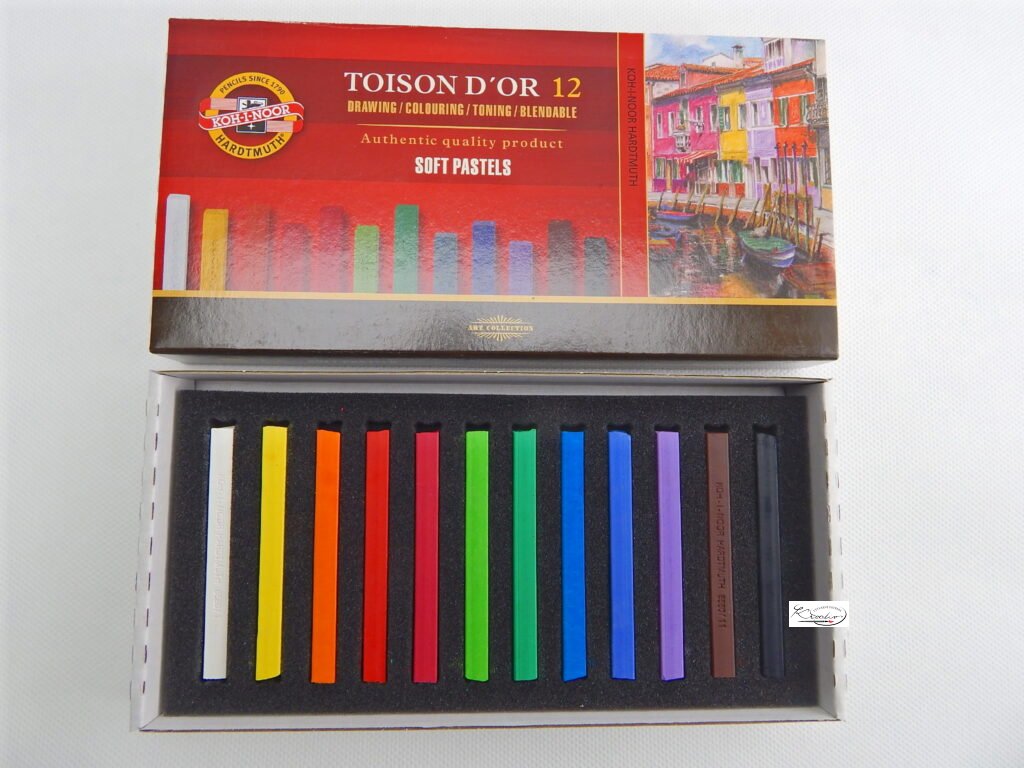 PENCILS SINCE 1790
KOH-I-NOOR
HARDTMUTH
TOISON D´OR 12
DRAWING / COLOURING / TONING / BLENDABLE
Authentic quality product
SOFT PASTELS
KOH-I-NOOR HARDTMUTH
ART COLLECTION
KOH-I-NOOR HARDTMUTH